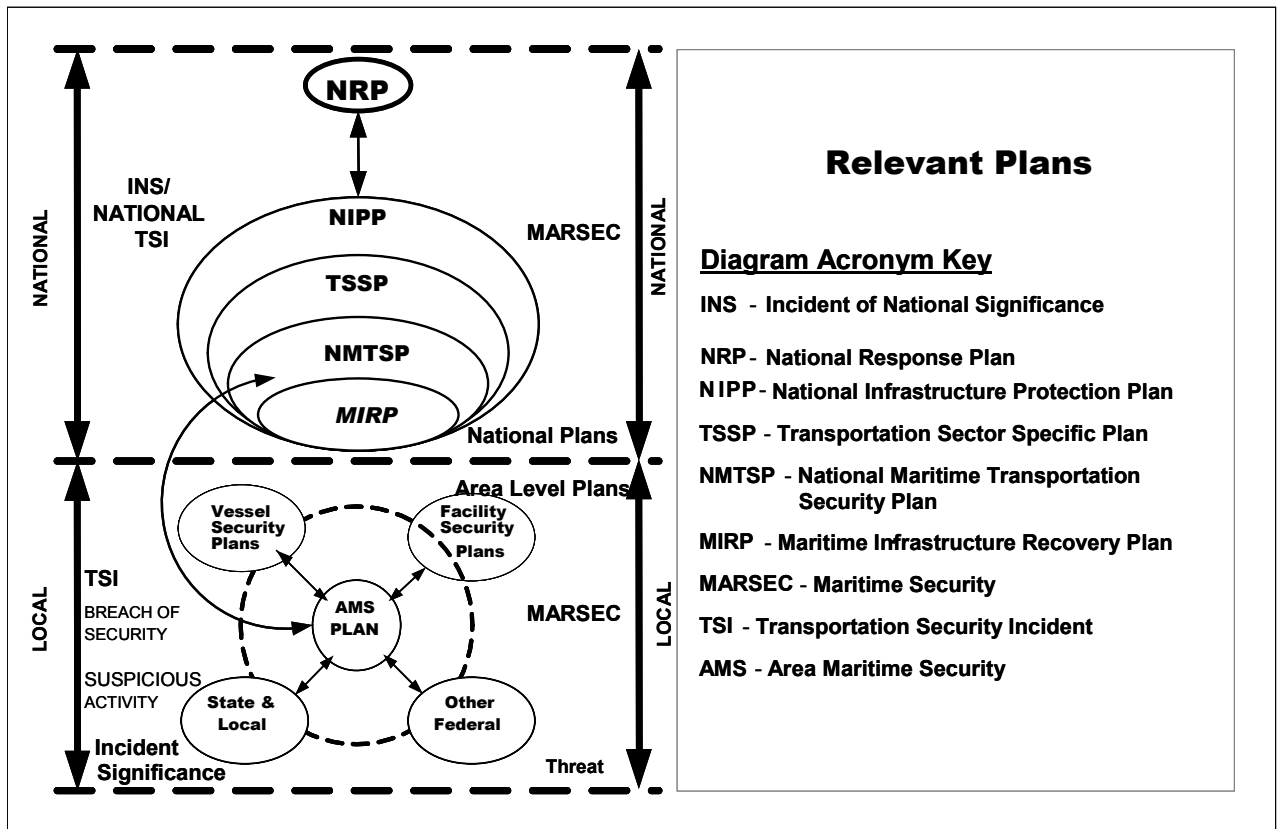 NRP
INS/
NATIONAL
TSI
NIPP
MARSEC
TSSP
NMTSP
MIRP
National Plans
NATIONAL
NATIONAL
Area Level Plans
Vessel
Security
Plans
Facility
Security
Plans
TSI
BREACH OF
SECURITY
AMS
PLAN
MARSEC
SUSPICIOUS
ACTIVITY
State &
Local
Other
Federal
Incident
Significance
Threat
LOCAL
LOCAL
Relevant Plans
Diagram Acronym Key
INS - Incident of National Significance
NRP - National Response Plan
NIPP - National Infrastructure Protection Plan
TSSP - Transportation Sector Specific Plan
NMTSP - National Maritime Transportation
Security Plan
MIRP - Maritime Infrastructure Recovery Plan
MARSEC - Maritime Security
TSI - Transportation Security Incident
AMS - Area Maritime Security